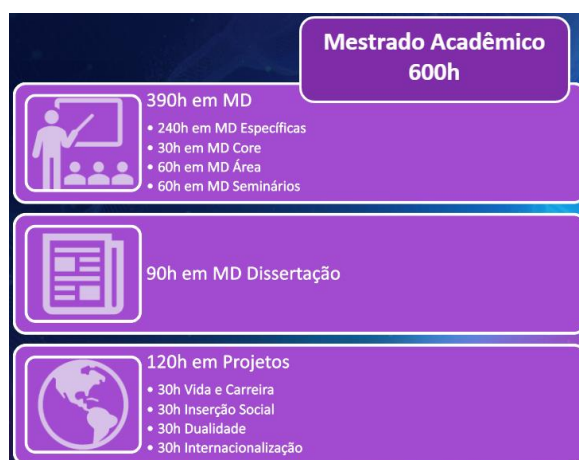 Mestrado Acadêmico
600h
390h em MD
• 240h em MD Específicas
• 30h em MD Core
• 60h em MD Área
• 60h em MD Seminários
90h em MD Dissertação
120h em Projetos
• 30h Vida e Carreira
• 30h Inserção Social
• 30h Dualidade
• 30h Internacionalização